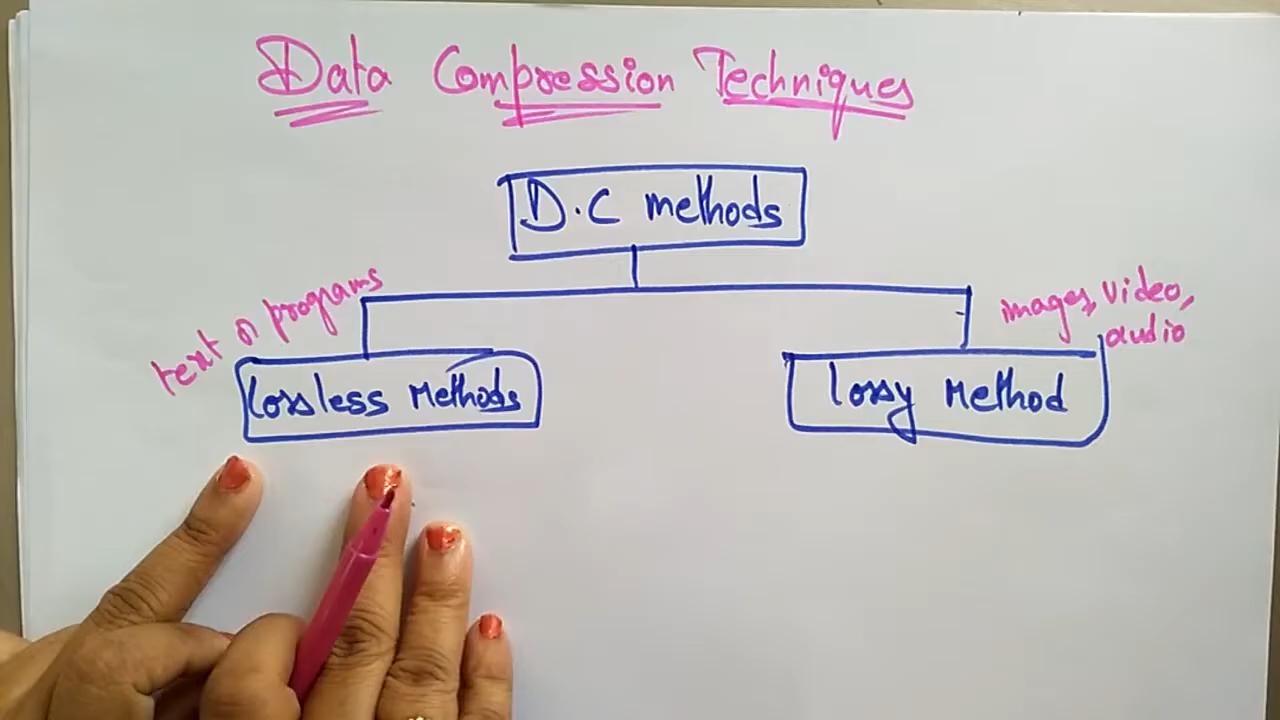 Data Compression Techniques
D.C methods
text or programs
images, video,
audio
lossless Methods
lossy Method